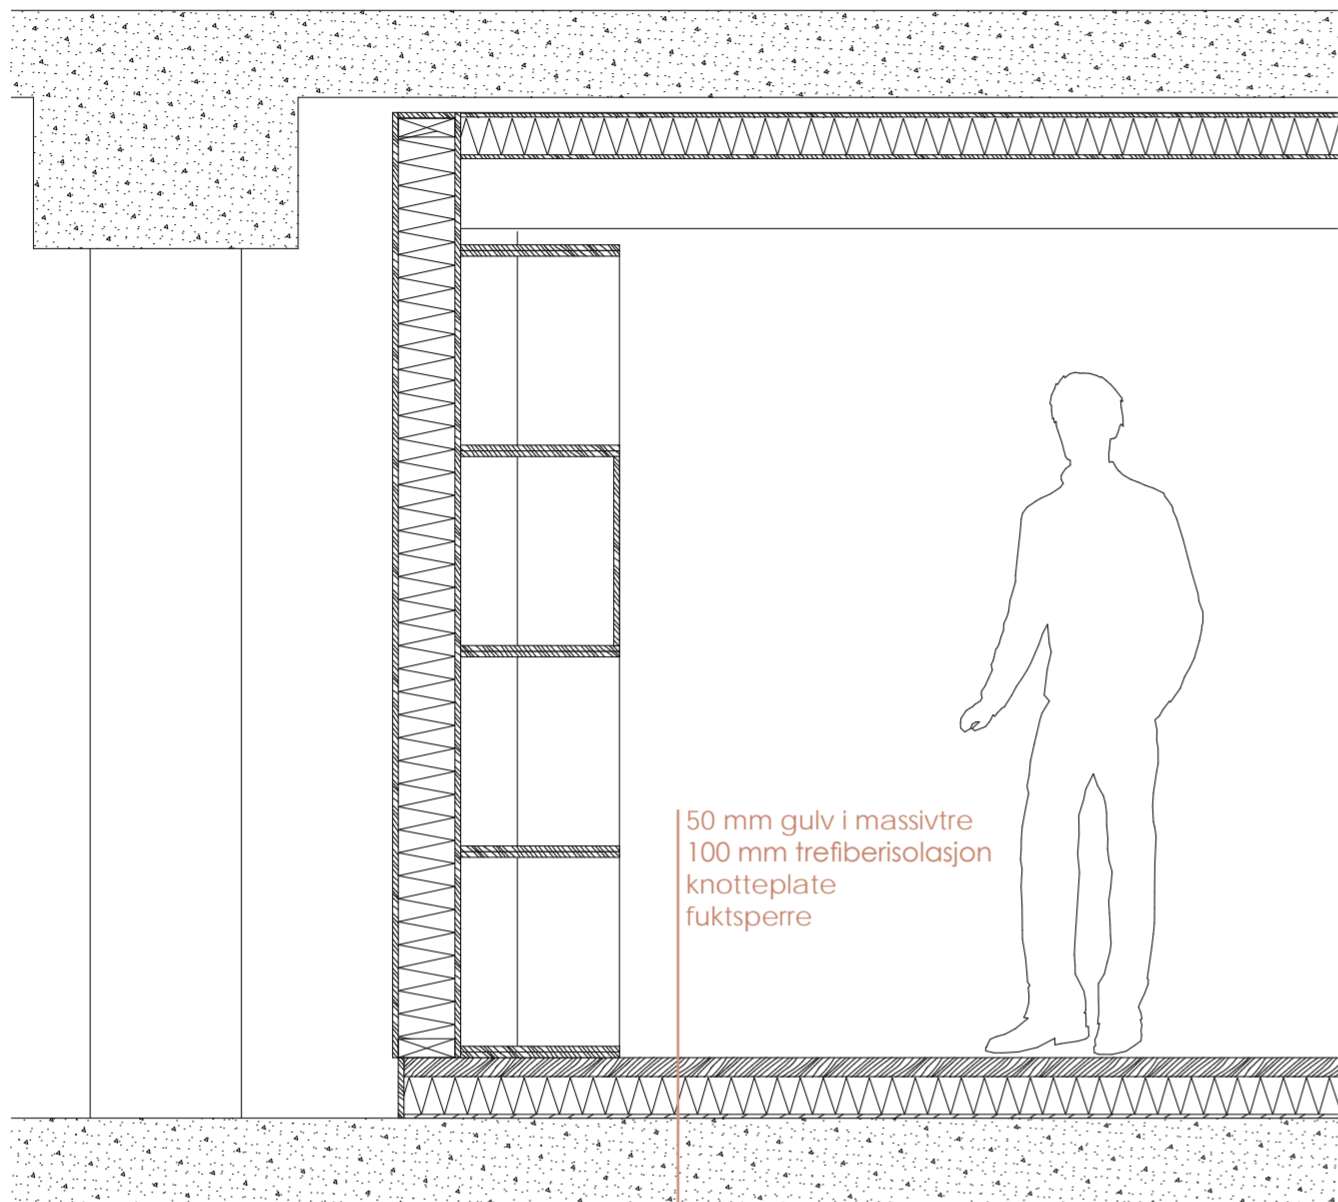 50 mm gulv i massivtre
100 mm trefiberisolasjon
knotteplate
fuktsperre